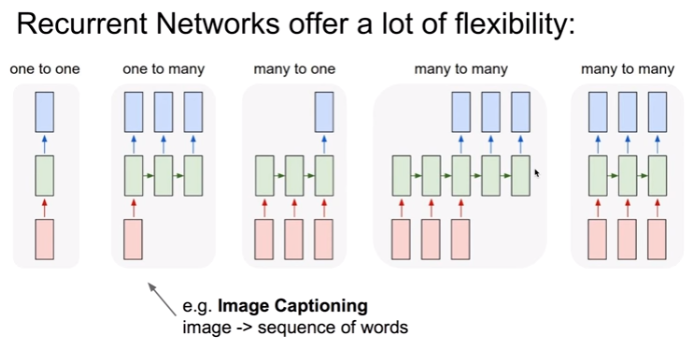 Recurrent Networks offer a lot of flexibility:
one to one
one to many
many to one
many to many
many to many
e.g. Image Captioning
image -> sequence of words